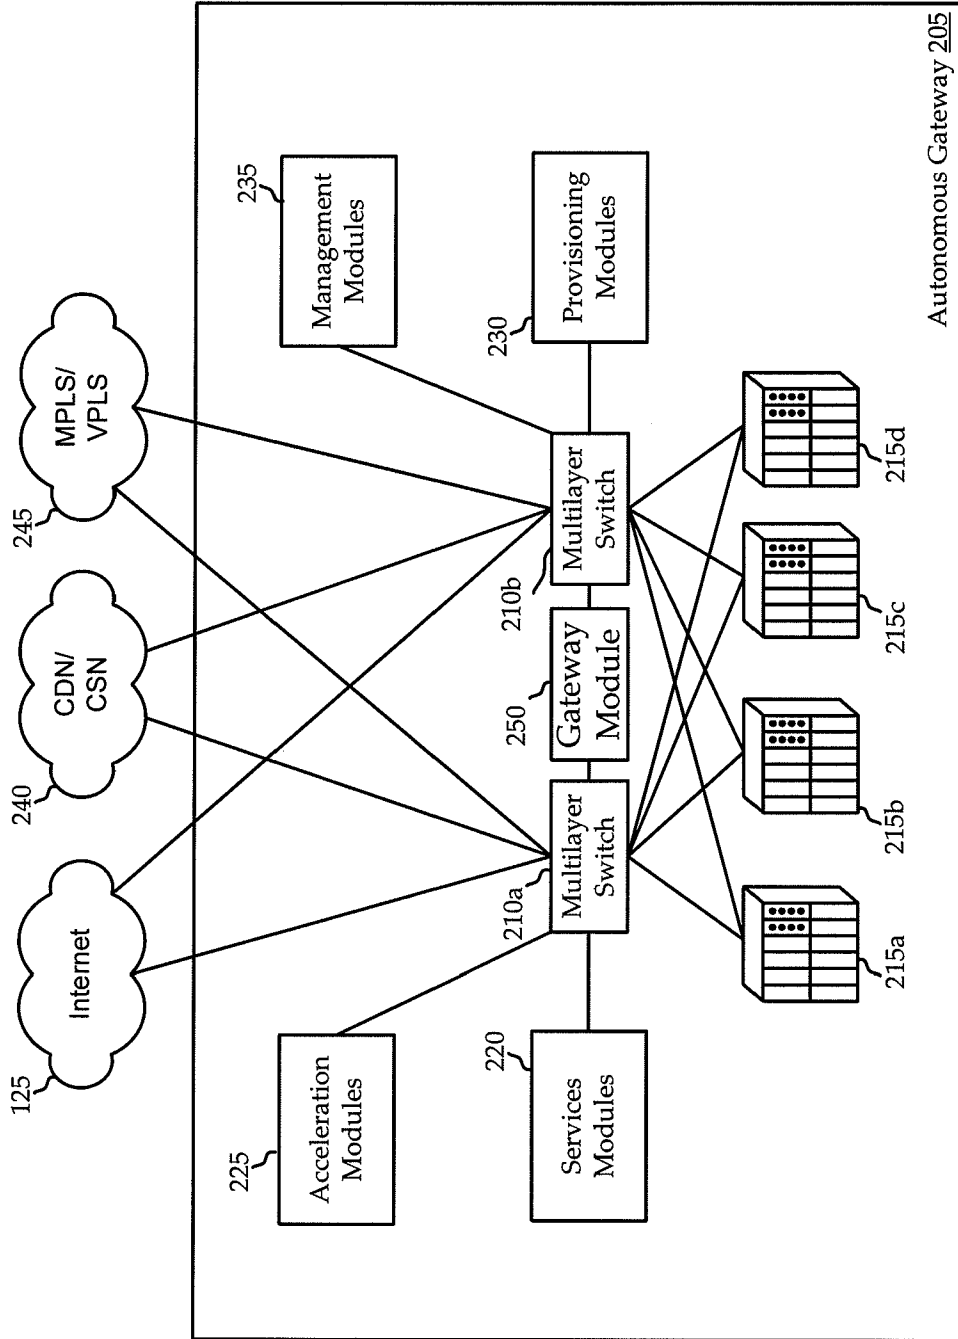 125
Internet
240
CDN/
CSN
245
MPLS/
VPLS
225
Acceleration
Modules
235
Management
Modules
220
Services
Modules
210a
Multilayer
Switch
250
Gateway
Module
210b
Multilayer
Switch
230
Provisioning
Modules
215a
215b
215c
215d
Autonomous Gateway 205